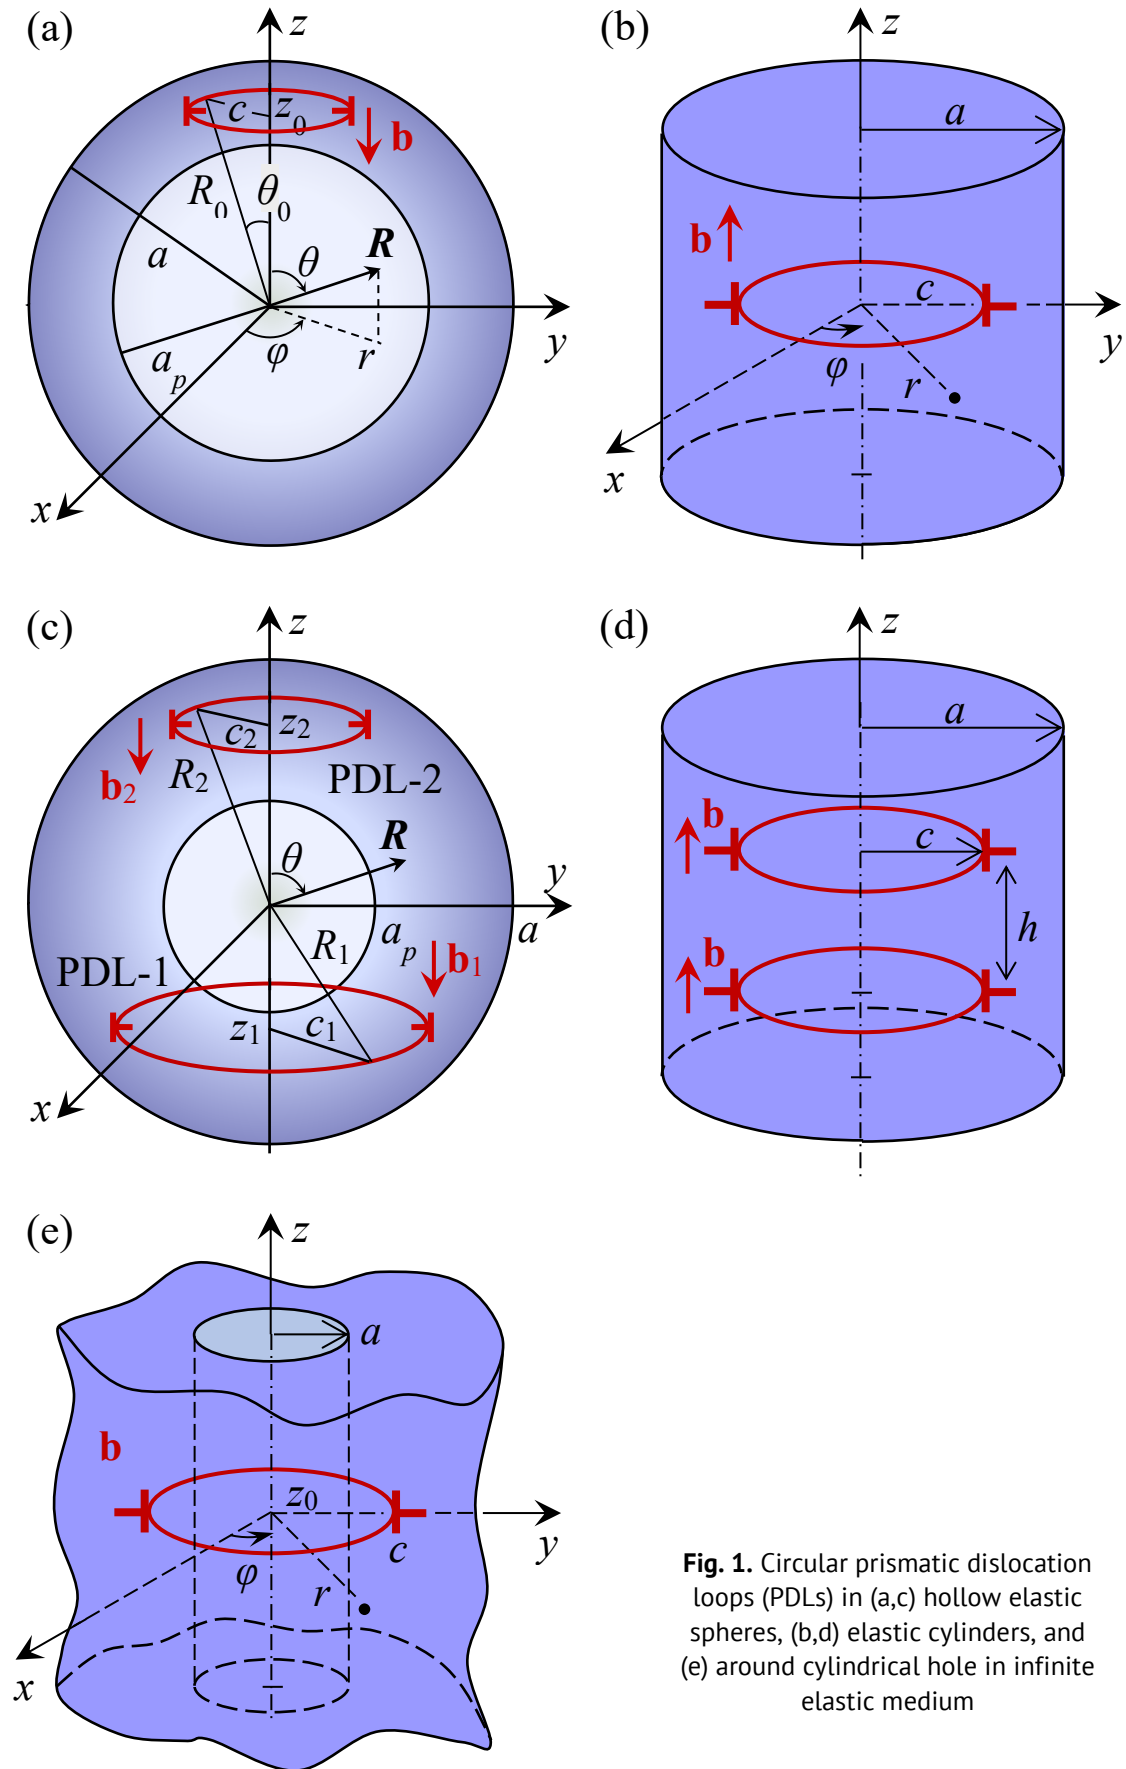 (a)
z
c
z₀
b
R₀
θ₀
R
θ
a
y
aₚ
φ
r
x
(b)
z
a
b
c
y
φ
r
x
(c)
z
c₂
z₂
b₂
R₂
PDL-2
R
θ
y
R₁
aₚ
a
PDL-1
b₁
z₁
c₁
x
(d)
z
a
b
c
h
b
(e)
z
a
b
z₀
y
c
φ
r
x
Fig. 1. Circular prismatic dislocation
loops (PDLs) in (a,c) hollow elastic
spheres, (b,d) elastic cylinders, and
(e) around cylindrical hole in infinite
elastic medium